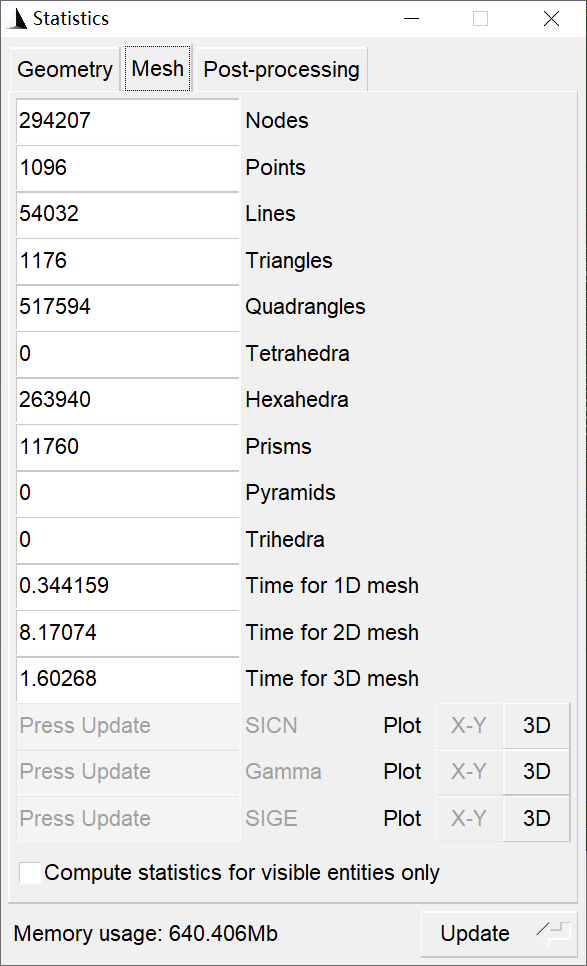 Statistics
Geometry Mesh Post-processing
294207 Nodes
1096 Points
54032 Lines
1176 Triangles
517594 Quadrangles
0 Tetrahedra
263940 Hexahedra
11760 Prisms
0 Pyramids
0 Trihedra
0.344159 Time for 1D mesh
8.17074 Time for 2D mesh
1.60268 Time for 3D mesh
Press Update SICN Plot X-Y 3D
Press Update Gamma Plot X-Y 3D
Press Update SIGE Plot X-Y 3D
Compute statistics for visible entities only
Memory usage: 640.406Mb Update